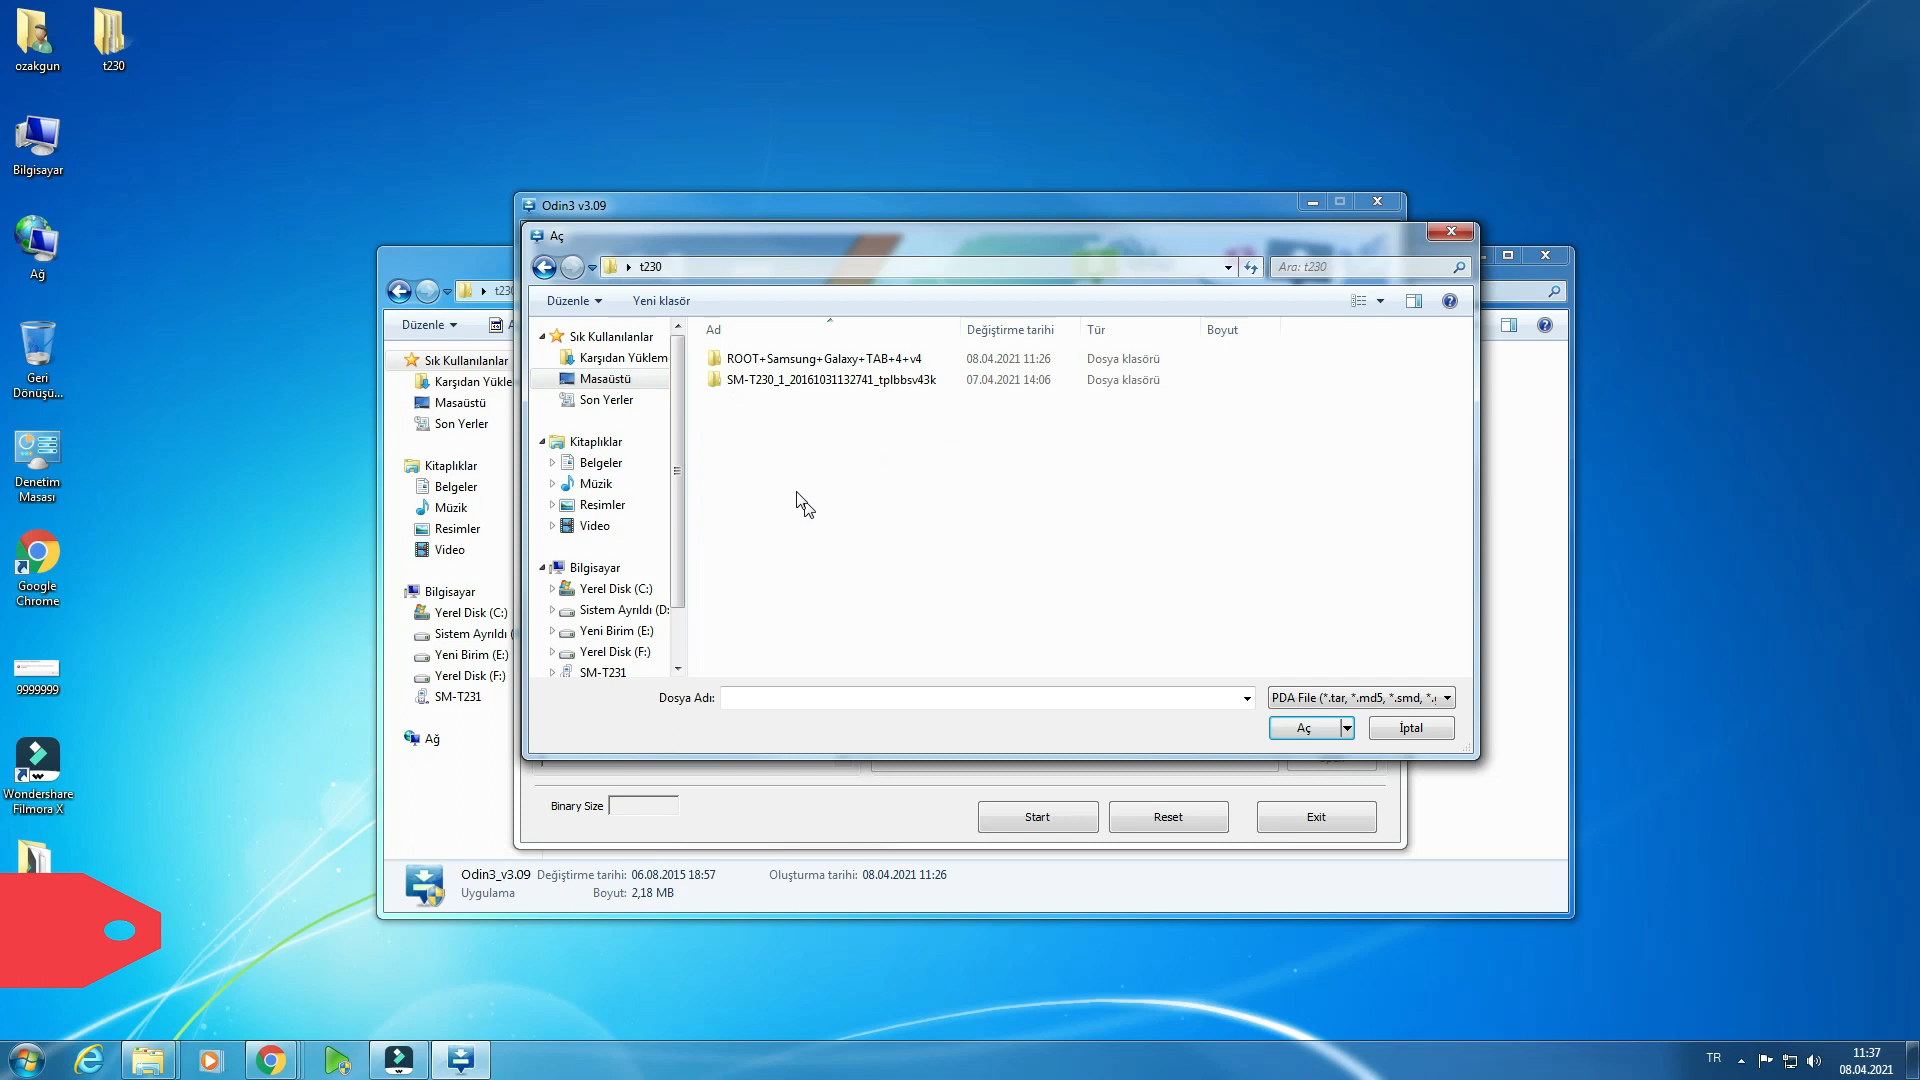 ozakgun
t230
Bilgisayar
Ağ
Geri
Dönüşü...
Denetim
Masası
Google
Chrome
9999999
Wondershare
Filmora X
Odin3 v3.09
Aç
t230
Ara: t230
Düzenle
Yeni klasör
Sık Kullanılanlar
Karşıdan Yüklem
Masaüstü
Son Yerler
Kitaplıklar
Belgeler
Müzik
Resimler
Video
Bilgisayar
Yerel Disk (C:)
Sistem Ayrıldı (D:
Yeni Birim (E:)
Yerel Disk (F:)
SM-T231
Ad Değiştirme tarihi Tür Boyut
ROOT+Samsung+Galaxy+TAB+4+v4 08.04.2021 11:26 Dosya klasörü
SM-T230_1_20161031132741_tplbbsv43k 07.04.2021 14:06 Dosya klasörü
Dosya Adı: PDA File (*.tar, *.md5, *.smd, *.
Aç İptal
Binary Size
Start Reset Exit
t230
Düzenle
Sık Kullanılanlar
Karşıdan Yükle
Masaüstü
Son Yerler
Kitaplıklar
Belgeler
Müzik
Resimler
Video
Bilgisayar
Yerel Disk (C:)
Sistem Ayrıldı (
Yeni Birim (E:)
Yerel Disk (F:)
SM-T231
Ağ
Odin3_v3.09 Değiştirme tarihi: 06.08.2015 18:57 Oluşturma tarihi: 08.04.2021 11:26
Uygulama Boyut: 2,18 MB
TR
11:37
08.04.2021